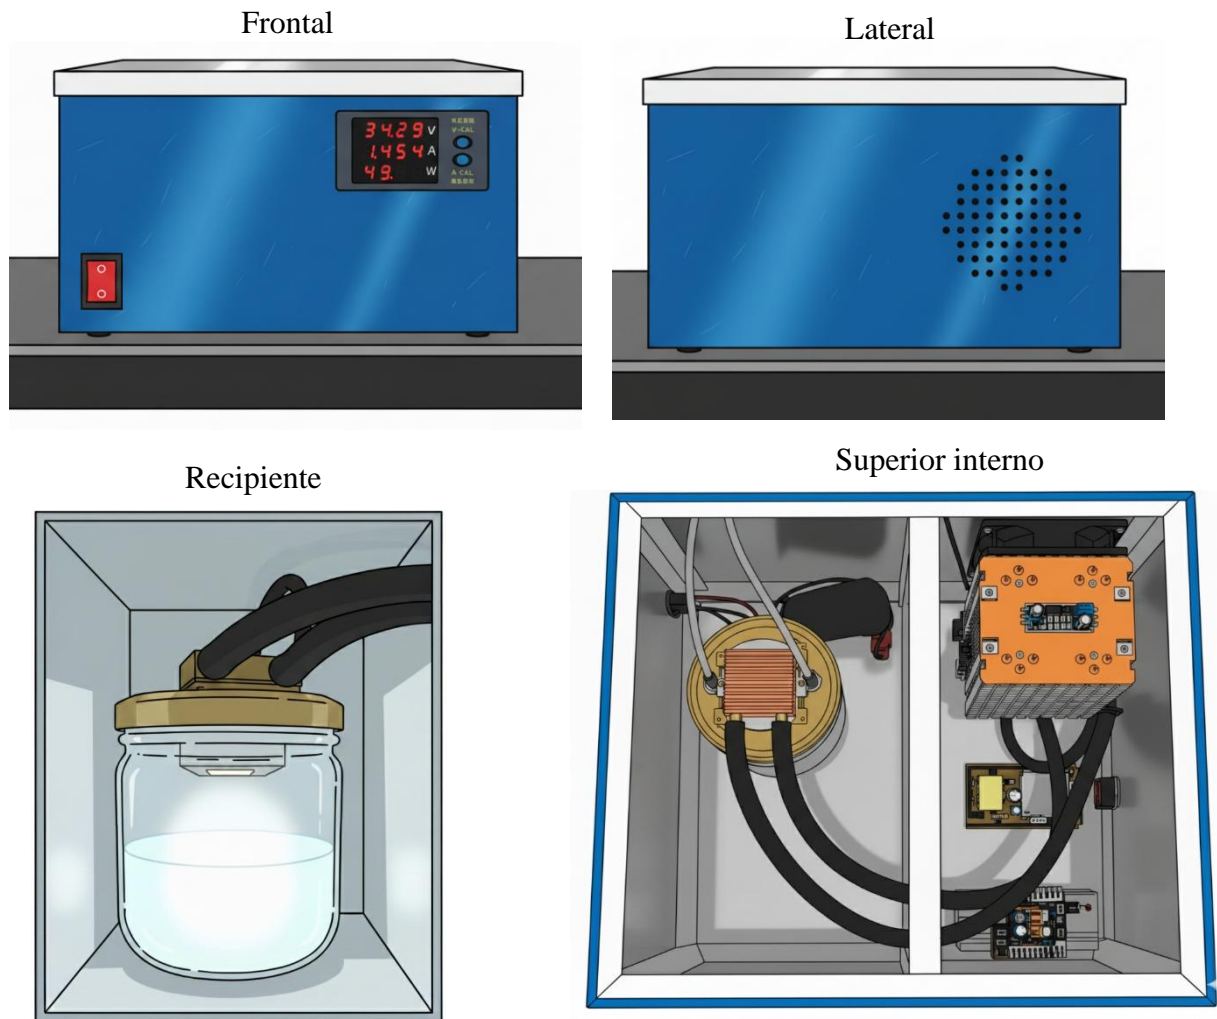 Frontal
Lateral
34.29 V
V-CAL
1.454 A
49. W
A-CAL
Recipiente
Superior interno